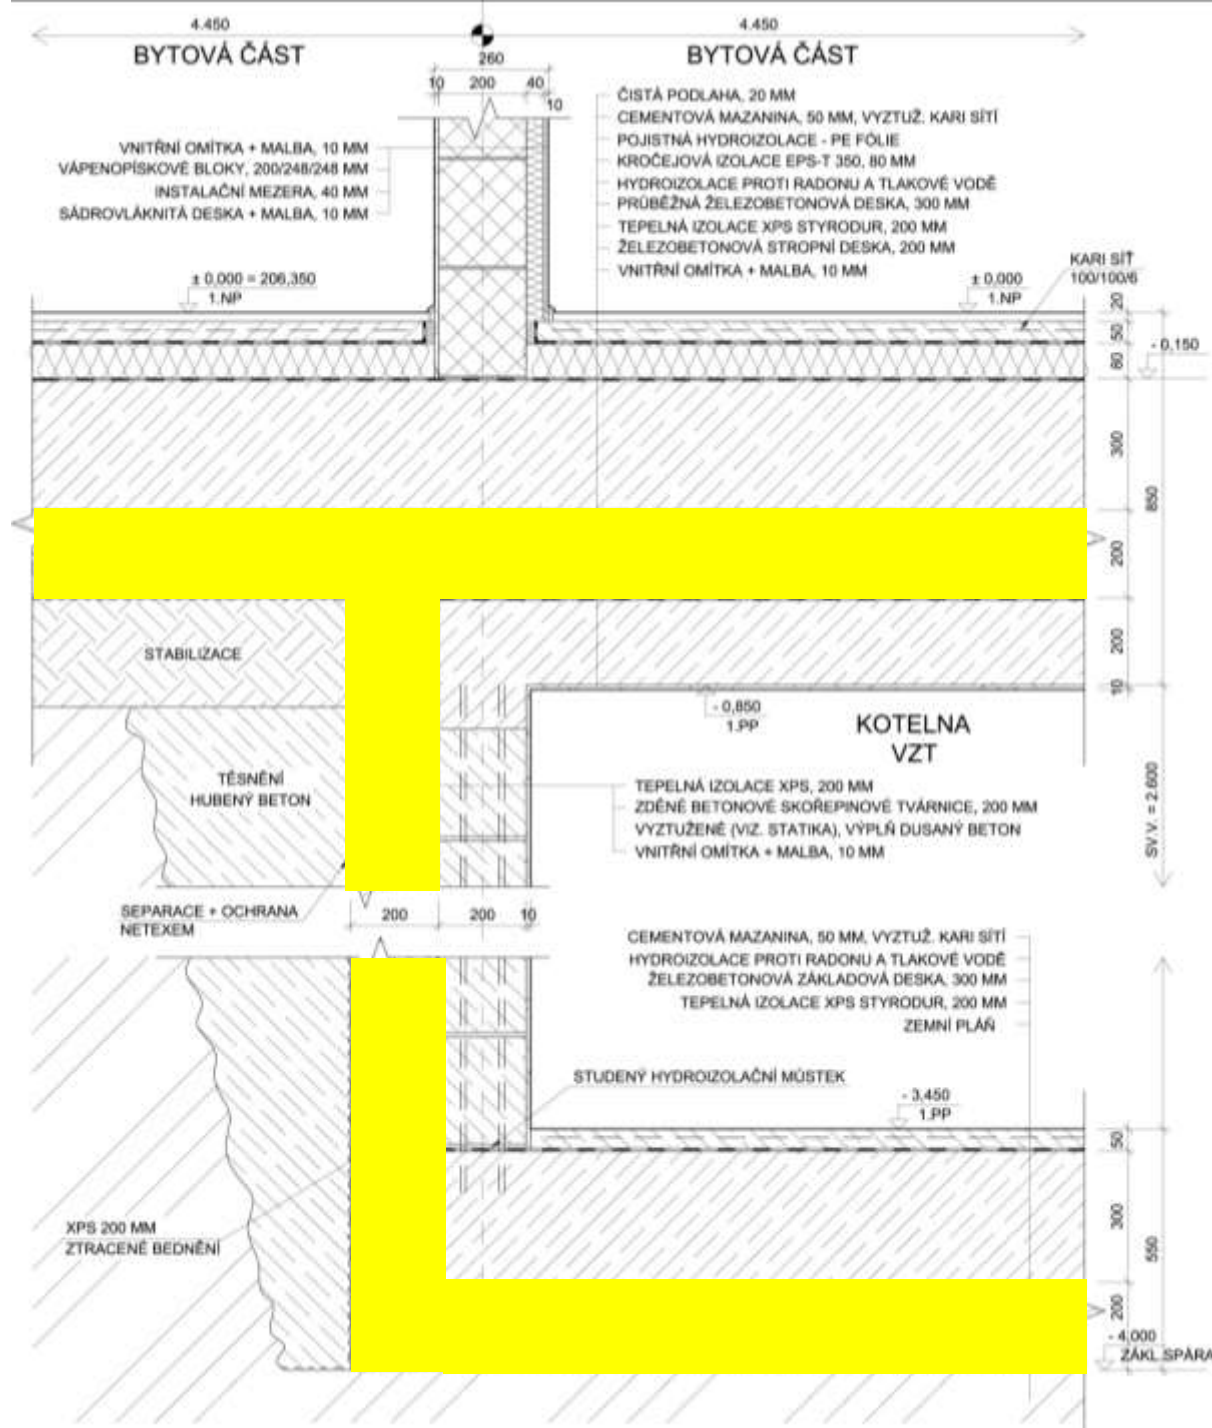 4.450
4.450
BYTOVÁ ČÁST
BYTOVÁ ČÁST
260
10
200
40
10
ČISTÁ PODLAHA, 20 MM
CEMENTOVÁ MAZANINA, 50 MM, VYZTUŽ. KARI SÍTÍ
POJISTNÁ HYDROIZOLACE - PE FÓLIE
KROČEJOVÁ IZOLACE EPS-T 350, 80 MM
HYDROIZOLACE PROTI RADONU A TLAKOVÉ VODĚ
PRŮBĚŽNÁ ŽELEZOBETONOVÁ DESKA, 300 MM
TEPELNÁ IZOLACE XPS STYRODUR, 200 MM
ŽELEZOBETONOVÁ STROPNÍ DESKA, 200 MM
VNITŘNÍ OMÍTKA + MALBA, 10 MM
VNITŘNÍ OMÍTKA + MALBA, 10 MM
VÁPENOPÍSKOVÉ BLOKY, 200/248/248 MM
INSTALAČNÍ MEZERA, 40 MM
SÁDROVLÁKNITÁ DESKA + MALBA, 10 MM
KARI SÍŤ
100/100/6
± 0,000 = 206,350
1.NP
± 0,000
1.NP
20
50
80
- 0,150
300
850
200
200
10
STABILIZACE
- 0,850
1.PP
KOTELNA
VZT
TĚSNĚNÍ
HUBENÝ BETON
TEPELNÁ IZOLACE XPS, 200 MM
ZDĚNÉ BETONOVÉ SKOŘEPINOVÉ TVÁRNICE, 200 MM
VYZTUŽENÉ (VIZ. STATIKA), VÝPLŇ DUSANÝ BETON
VNITŘNÍ OMÍTKA + MALBA, 10 MM
SV.V. = 2.600
SEPARACE + OCHRANA
NETEXEM
200
200
10
CEMENTOVÁ MAZANINA, 50 MM, VYZTUŽ. KARI SÍTÍ
HYDROIZOLACE PROTI RADONU A TLAKOVÉ VODĚ
ŽELEZOBETONOVÁ ZÁKLADOVÁ DESKA, 300 MM
TEPELNÁ IZOLACE XPS STYRODUR, 200 MM
ZEMNÍ PLÁŇ
STUDENÝ HYDROIZOLAČNÍ MŮSTEK
- 3,450
1.PP
50
300
550
200
XPS 200 MM
ZTRACENÉ BEDNĚNÍ
- 4,000
ZÁKL.SPÁRA